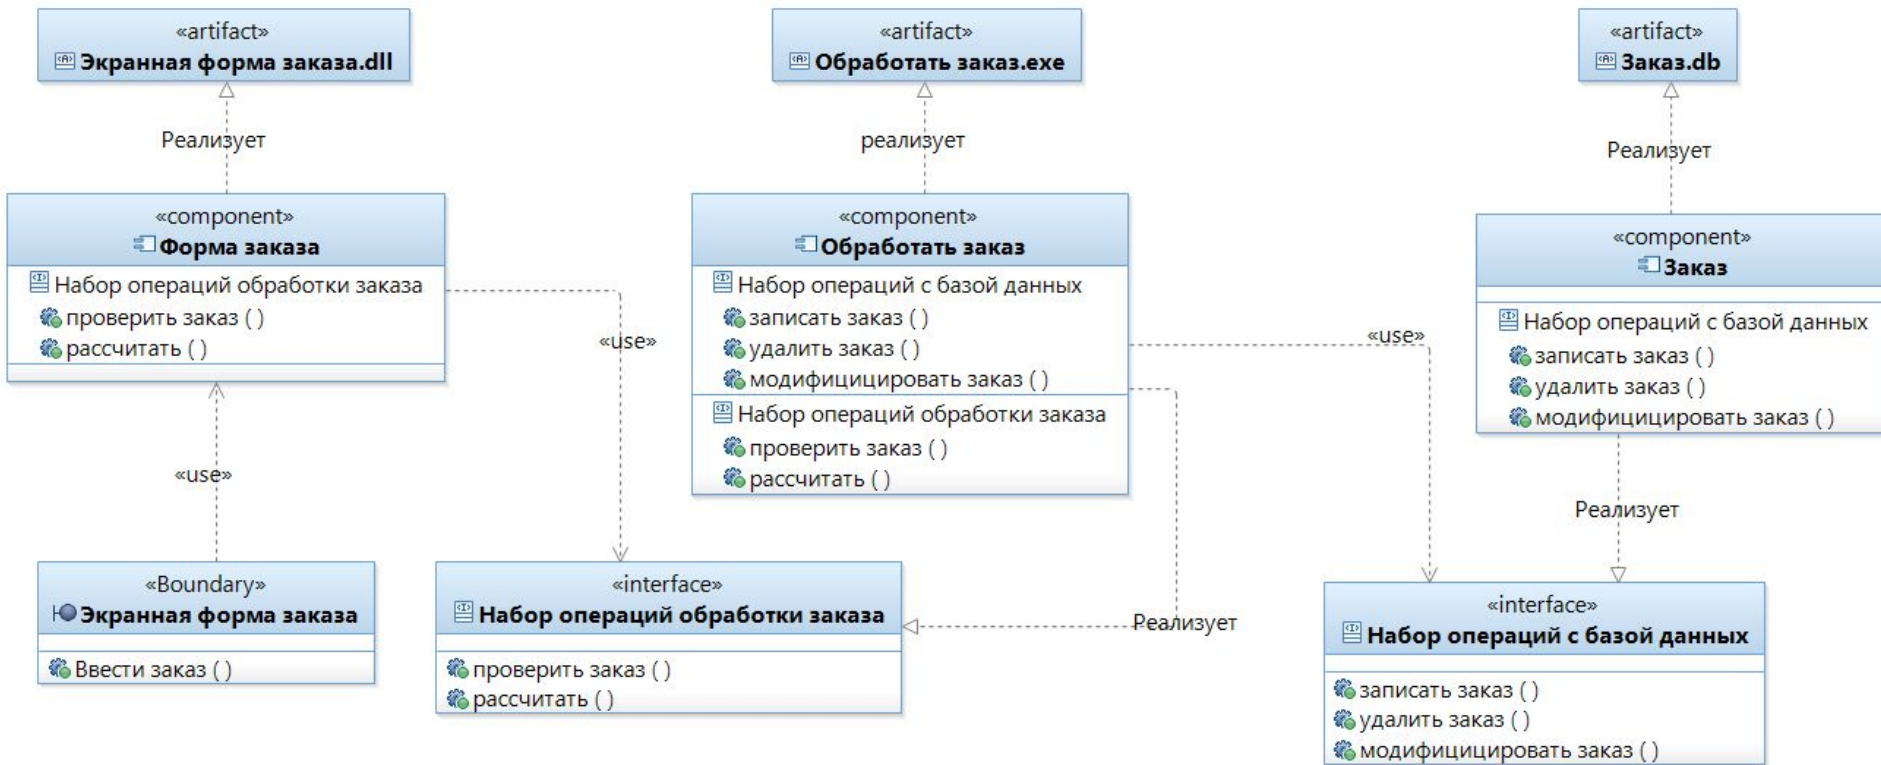 «artifact»
Экранная форма заказа.dll
«artifact»
Обработать заказ.exe
«artifact»
Заказ.db
Реализует
реализует
Реализует
«component»
Форма заказа
Набор операций обработки заказа
проверить заказ ( )
рассчитать ( )
«component»
Обработать заказ
Набор операций с базой данных
записать заказ ( )
удалить заказ ( )
модифицицировать заказ ( )
Набор операций обработки заказа
проверить заказ ( )
рассчитать ( )
«component»
Заказ
Набор операций с базой данных
записать заказ ( )
удалить заказ ( )
модифицицировать заказ ( )
«use»
«use»
«use»
Реализует
Реализует
«Boundary»
Экранная форма заказа
Ввести заказ ( )
«interface»
Набор операций обработки заказа
проверить заказ ( )
рассчитать ( )
«interface»
Набор операций с базой данных
записать заказ ( )
удалить заказ ( )
модифицицировать заказ ( )